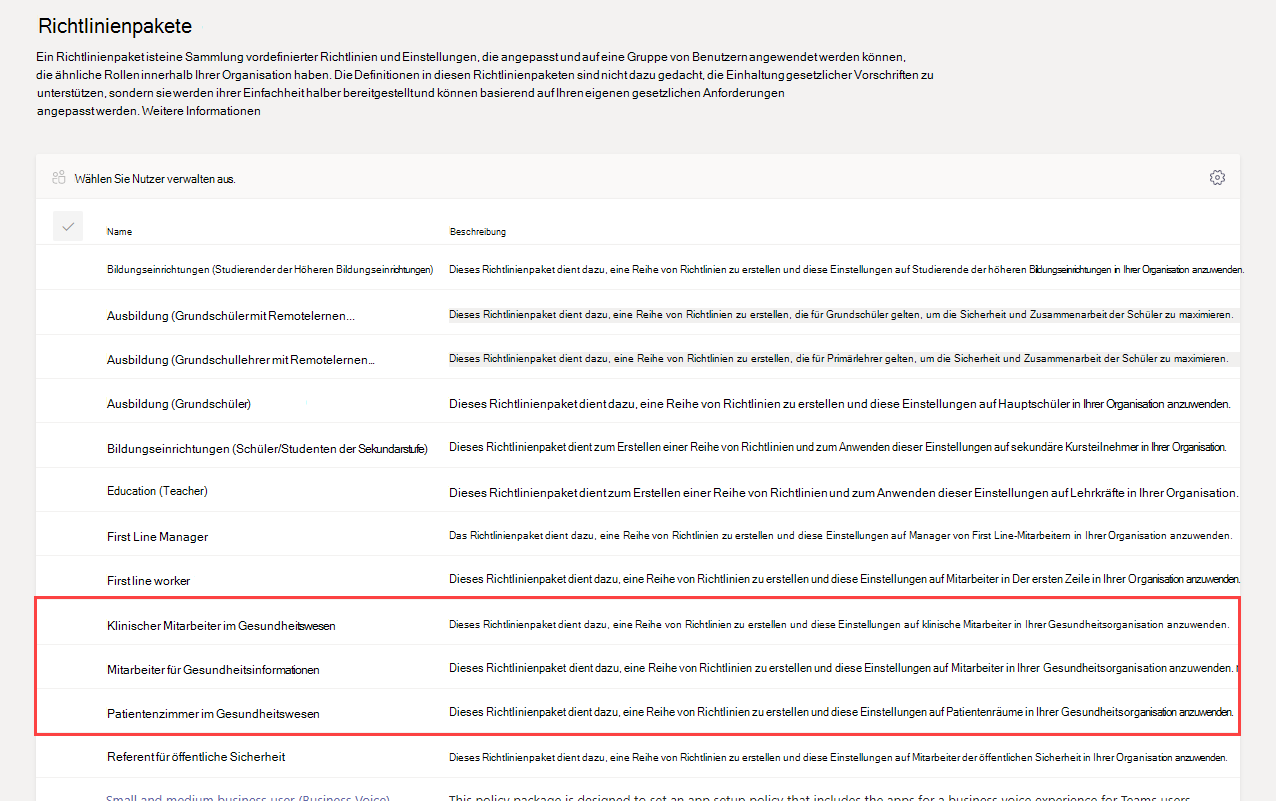 Richtlinienpakete
Ein Richtlinienpaket isteine Sammlung vordefinierter Richtlinien und Einstellungen, die angepasst und auf eine Gruppe von Benutzern angewendet werden können,
die ähnliche Rollen innerhalb Ihrer Organisation haben. Die Definitionen in diesen Richtlinienpaketen sind nicht dazu gedacht, die Einhaltung gesetzlicher Vorschriften zu
unterstützen, sondern sie werden ihrer Einfachheit halber bereitgestellt und können basierend auf Ihren eigenen gesetzlichen Anforderungen
angepasst werden. Weitere Informationen
Wählen Sie Nutzer verwalten aus.
Name Beschreibung
Bildungseinrichtungen (Studierender der Höheren Bildungseinrichtungen) Dieses Richtlinienpaket dient dazu, eine Reihe von Richtlinien zu erstellen und diese Einstellungen auf Studierende der höheren Bildungseinrichtungen in Ihrer Organisation anzuwenden.
Ausbildung (Grundschüler mit Remotelernen... Dieses Richtlinienpaket dient dazu, eine Reihe von Richtlinien zu erstellen, die für Grundschüler gelten, um die Sicherheit und Zusammenarbeit der Schüler zu maximieren.
Ausbildung (Grundschullehrer mit Remotelernen... Dieses Richtlinienpaket dient dazu, eine Reihe von Richtlinien zu erstellen, die für Primärlehrer gelten, um die Sicherheit und Zusammenarbeit der Schüler zu maximieren.
Ausbildung (Grundschüler) Dieses Richtlinienpaket dient dazu, eine Reihe von Richtlinien zu erstellen und diese Einstellungen auf Hauptschüler in Ihrer Organisation anzuwenden.
Bildungseinrichtungen (Schüler/Studenten der Sekundarstufe) Dieses Richtlinienpaket dient zum Erstellen einer Reihe von Richtlinien und zum Anwenden dieser Einstellungen auf sekundäre Kursteilnehmer in Ihrer Organisation.
Education (Teacher) Dieses Richtlinienpaket dient zum Erstellen einer Reihe von Richtlinien und zum Anwenden dieser Einstellungen auf Lehrkräfte in Ihrer Organisation.
First Line Manager Das Richtlinienpaket dient dazu, eine Reihe von Richtlinien zu erstellen und diese Einstellungen auf Manager von First Line-Mitarbeitern in Ihrer Organisation anzuwenden.
First line worker Dieses Richtlinienpaket dient dazu, eine Reihe von Richtlinien zu erstellen und diese Einstellungen auf Mitarbeiter in Der ersten Zeile in Ihrer Organisation anzuwenden.
Klinischer Mitarbeiter im Gesundheitswesen Dieses Richtlinienpaket dient dazu, eine Reihe von Richtlinien zu erstellen und diese Einstellungen auf klinische Mitarbeiter in Ihrer Gesundheitsorganisation anzuwenden.
Mitarbeiter für Gesundheitsinformationen Dieses Richtlinienpaket dient dazu, eine Reihe von Richtlinien zu erstellen und diese Einstellungen auf Mitarbeiter in Ihrer Gesundheitsorganisation anzuwenden.
Patientenzimmer im Gesundheitswesen Dieses Richtlinienpaket dient dazu, eine Reihe von Richtlinien zu erstellen und diese Einstellungen auf Patientenräume in Ihrer Gesundheitsorganisation anzuwenden.
Referent für öffentliche Sicherheit Dieses Richtlinienpaket dient dazu, eine Reihe von Richtlinien zu erstellen und diese Einstellungen auf Mitarbeiter der öffentlichen Sicherheit in Ihrer Organisation anzuwenden.
Small and medium business user (Business Voice) This policy package is designed to set an app setup policy that includes the apps for a business voice experience for Teams users